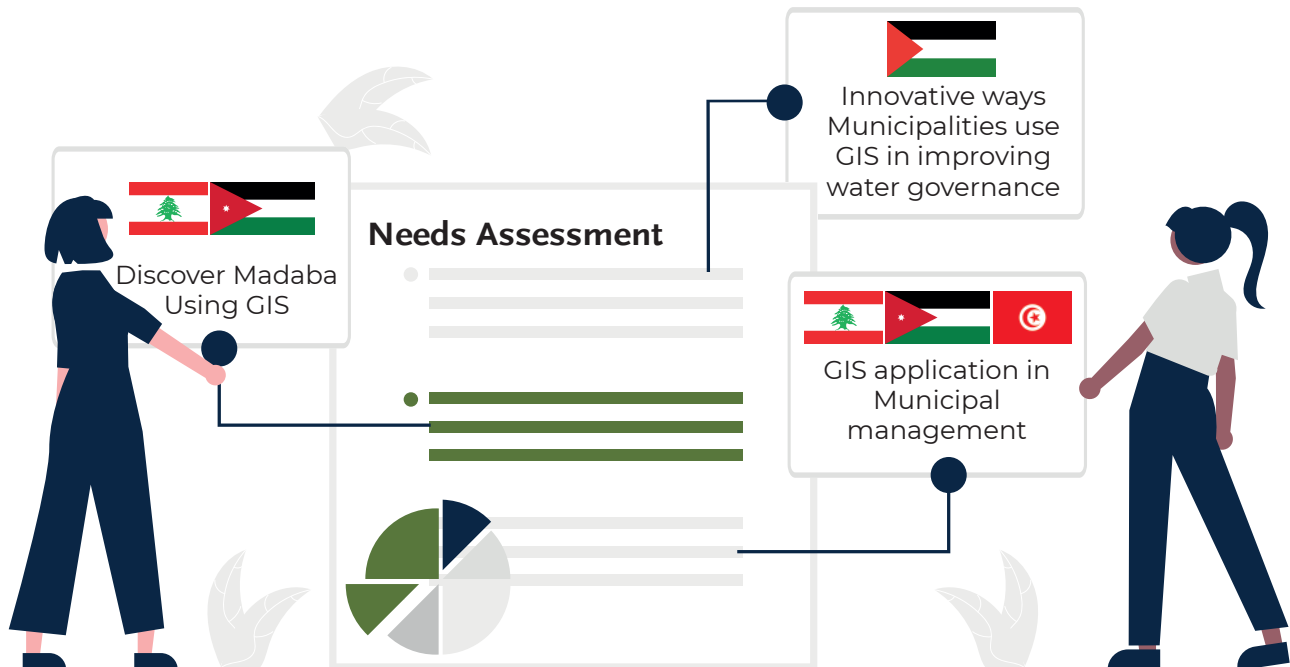 Innovative ways
Municipalities use
GIS in improving
water governance
Needs Assessment
Discover Madaba
Using GIS
GIS application in
Municipal
management